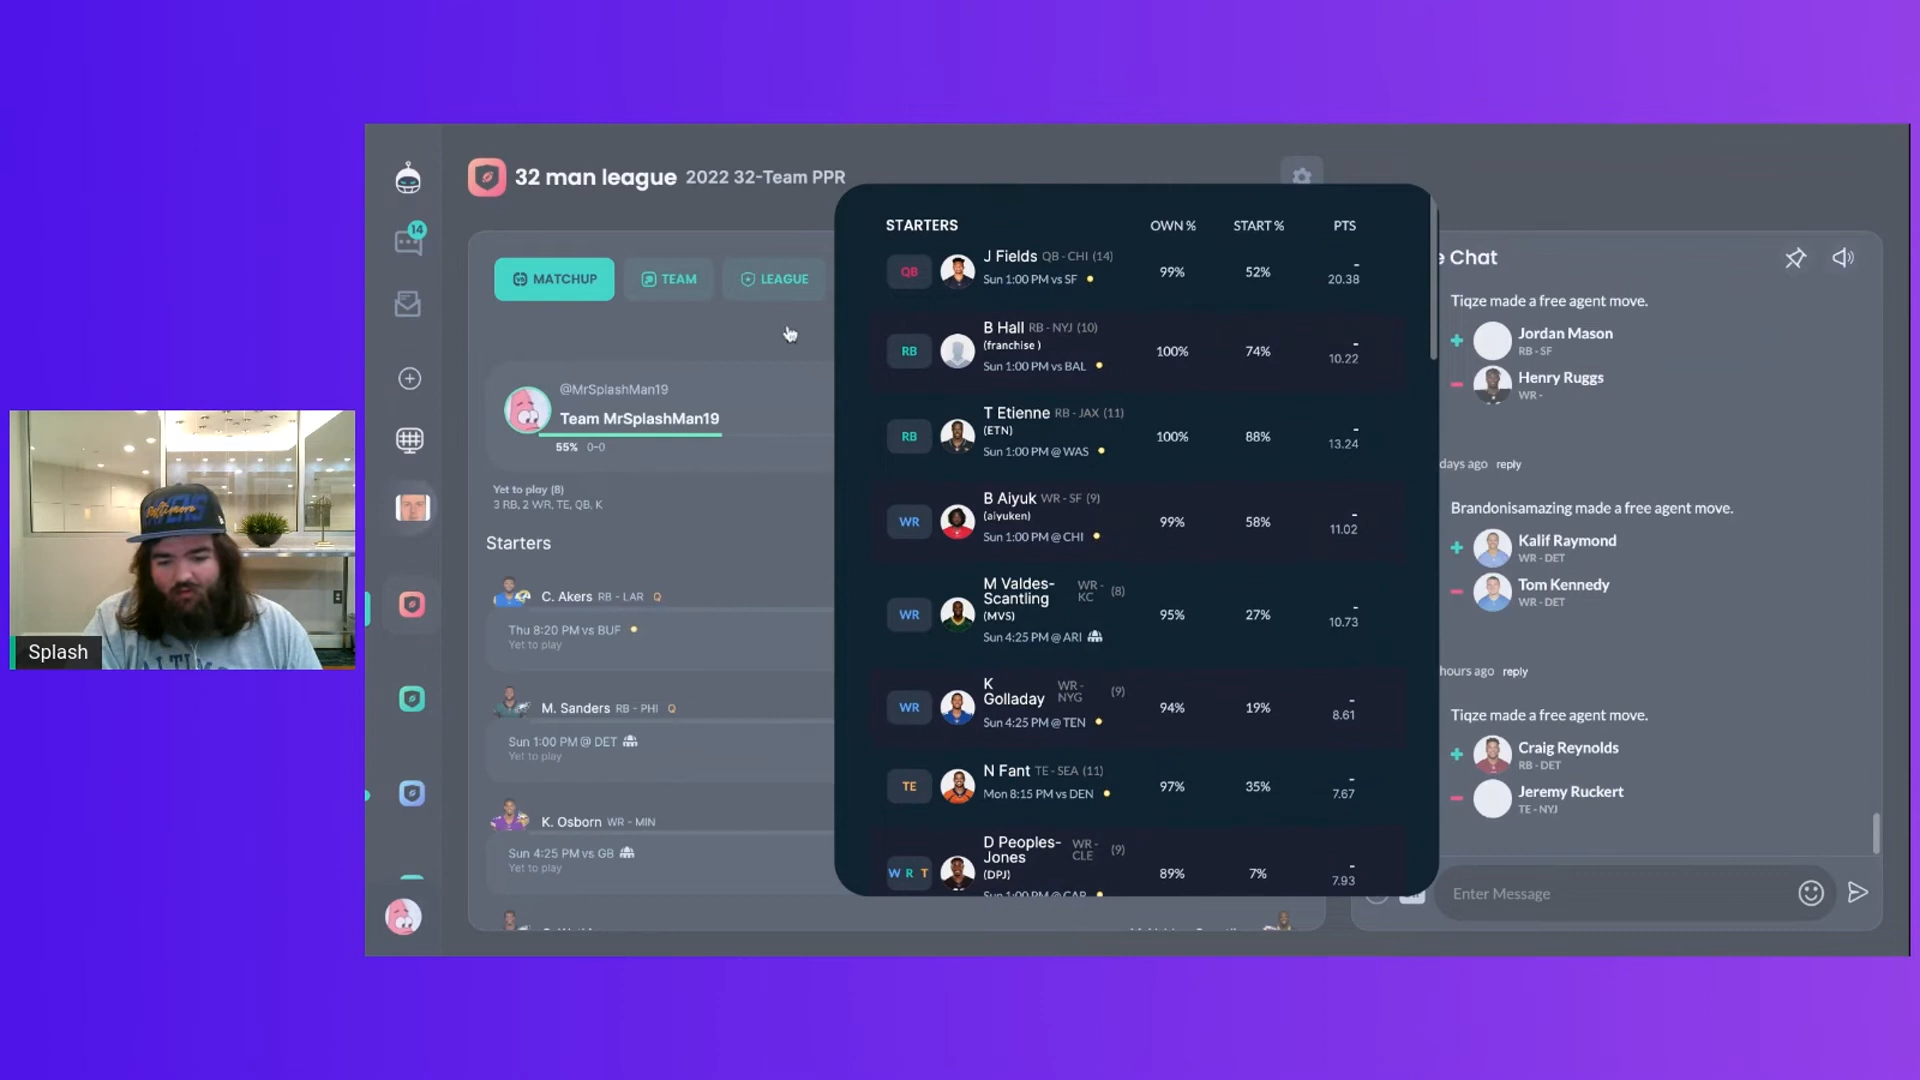 32 man league 2022 32-Team PPR
14
MATCHUP
TEAM
LEAGUE
@MrSplashMan19
Team MrSplashMan19
55% 0-0
Yet to play (8)
3 RB, 2 WR, TE, QB, K
Starters
C. Akers RB - LAR Q
Thu 8:20 PM vs BUF
Yet to play
M. Sanders RB - PHI Q
Sun 1:00 PM @ DET
Yet to play
K. Osborn WR - MIN
Sun 4:25 PM vs GB
Yet to play
STARTERS OWN % START % PTS
QB J Fields QB - CHI (14)
Sun 1:00 PM vs SF
99% 52% -
20.38
RB B Hall RB - NYJ (10)
(franchise )
Sun 1:00 PM vs BAL
100% 74% -
10.22
RB T Etienne RB - JAX (11)
(ETN)
Sun 1:00 PM @ WAS
100% 88% -
13.24
WR B Aiyuk WR - SF (9)
(aiyuken)
Sun 1:00 PM @ CHI
99% 58% -
11.02
WR M Valdes-
Scantling WR -
KC (8)
(MVS)
Sun 4:25 PM @ ARI
95% 27% -
10.73
WR K
Golladay WR -
NYG (9)
Sun 4:25 PM @ TEN
94% 19% -
8.61
TE N Fant TE - SEA (11)
Mon 8:15 PM vs DEN
97% 35% -
7.67
W R T D Peoples-
Jones WR -
CLE (9)
(DPJ)
Sun 1:00 PM @ CAR
89% 7% -
7.93
e Chat
Tiqze made a free agent move.
+ Jordan Mason
RB - SF
- Henry Ruggs
WR -
days ago reply
Brandonisamazing made a free agent move.
+ Kalif Raymond
WR - DET
- Tom Kennedy
WR - DET
hours ago reply
Tiqze made a free agent move.
+ Craig Reynolds
RB - DET
- Jeremy Ruckert
TE - NYJ
Enter Message
Splash
Baltimore